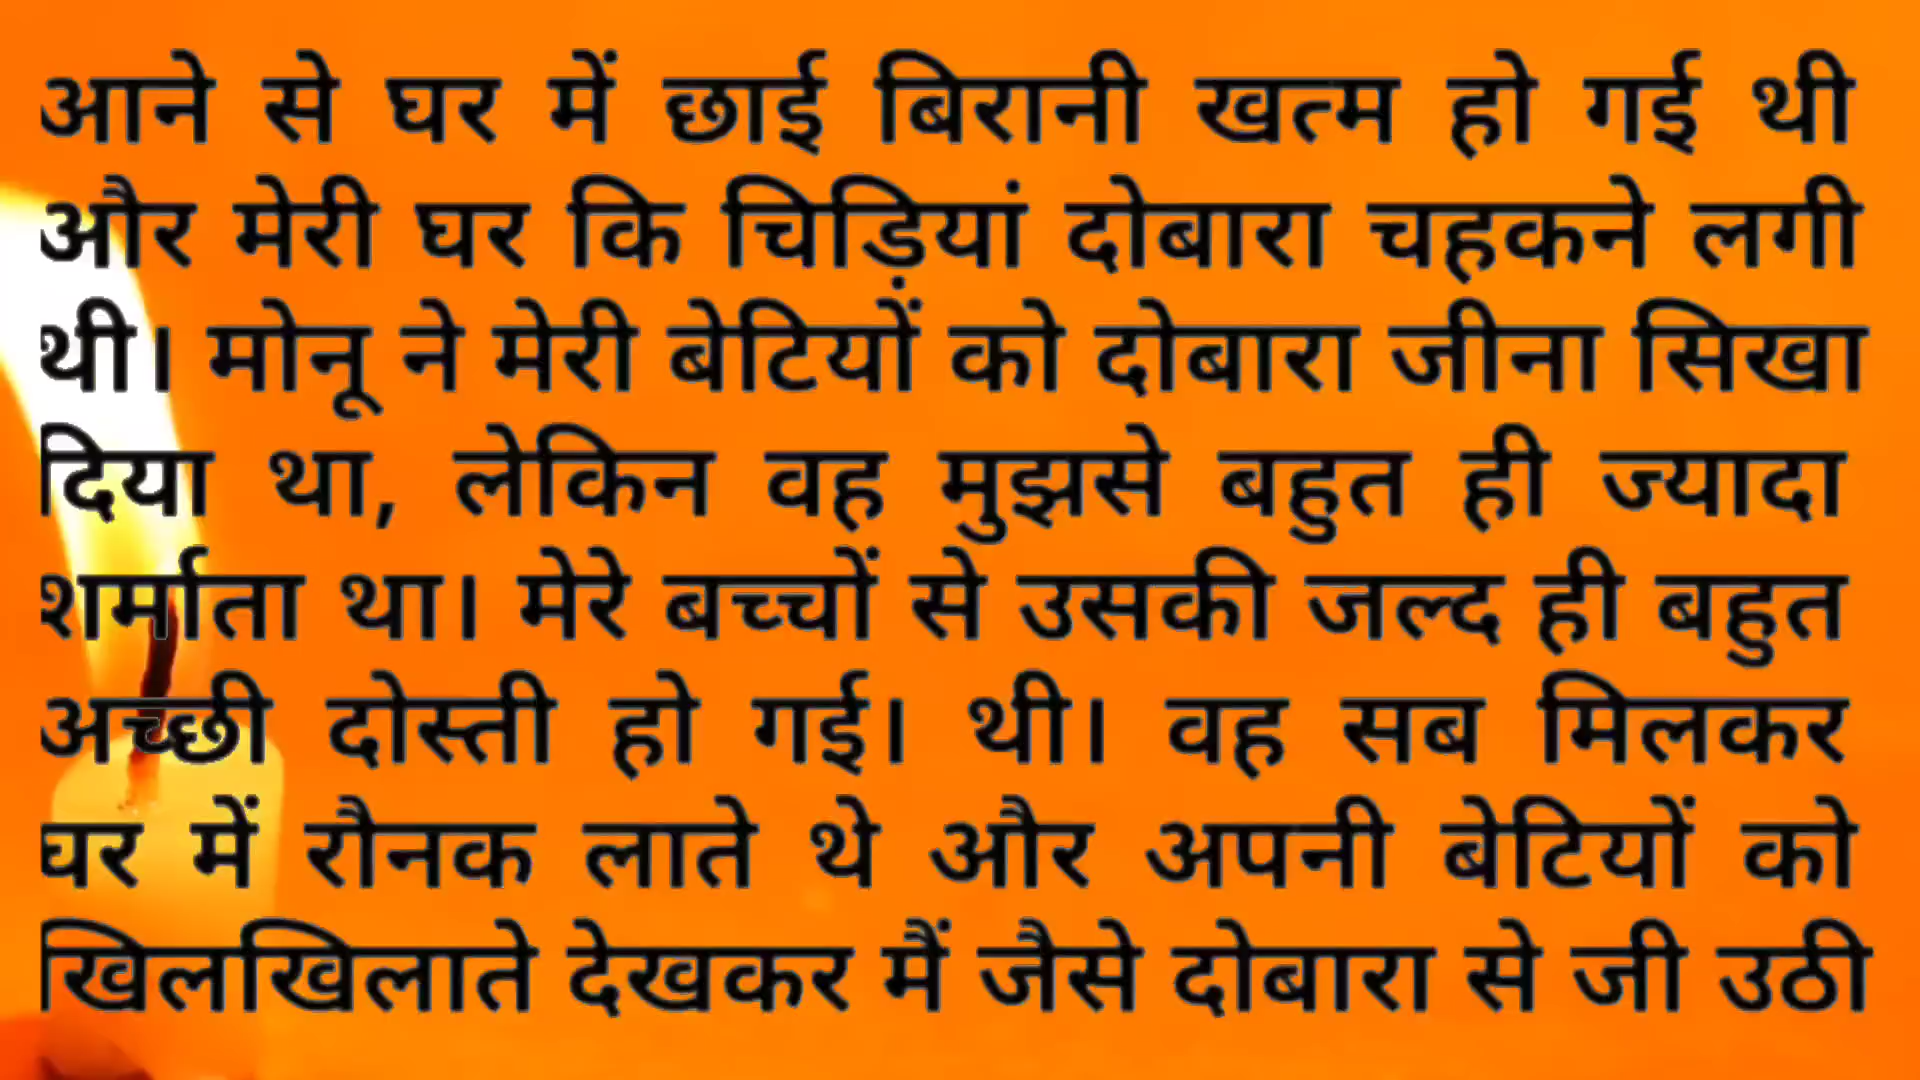 आने से घर में छाई बिरानी खत्म हो गई थी
और मेरी घर कि चिड़ियां दोबारा चहकने लगी
थी। मोनू ने मेरी बेटियों को दोबारा जीना सिखा
दिया था, लेकिन वह मुझसे बहुत ही ज्यादा
शर्माता था। मेरे बच्चों से उसकी जल्द ही बहुत
अच्छी दोस्ती हो गई। थी। वह सब मिलकर
घर में रौनक लाते थे और अपनी बेटियों को
खिलखिलाते देखकर मैं जैसे दोबारा से जी उठी